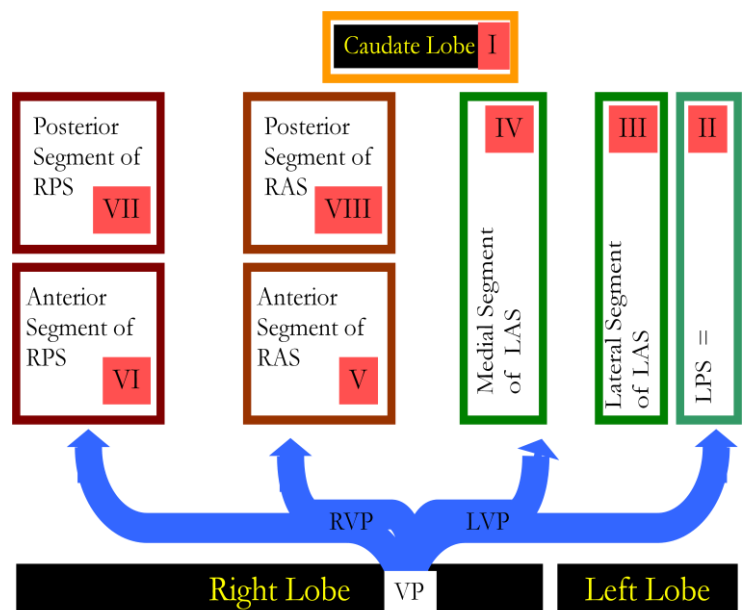 Caudate Lobe I
Posterior
Segment of
RPS
VII
Posterior
Segment of
RAS
VIII
IV
Medial Segment
of LAS
III
Lateral Segment
of LAS
II
LPS =
Anterior
Segment of
RPS
VI
Anterior
Segment of
RAS
V
RVP
LVP
Right Lobe
VP
Left Lobe